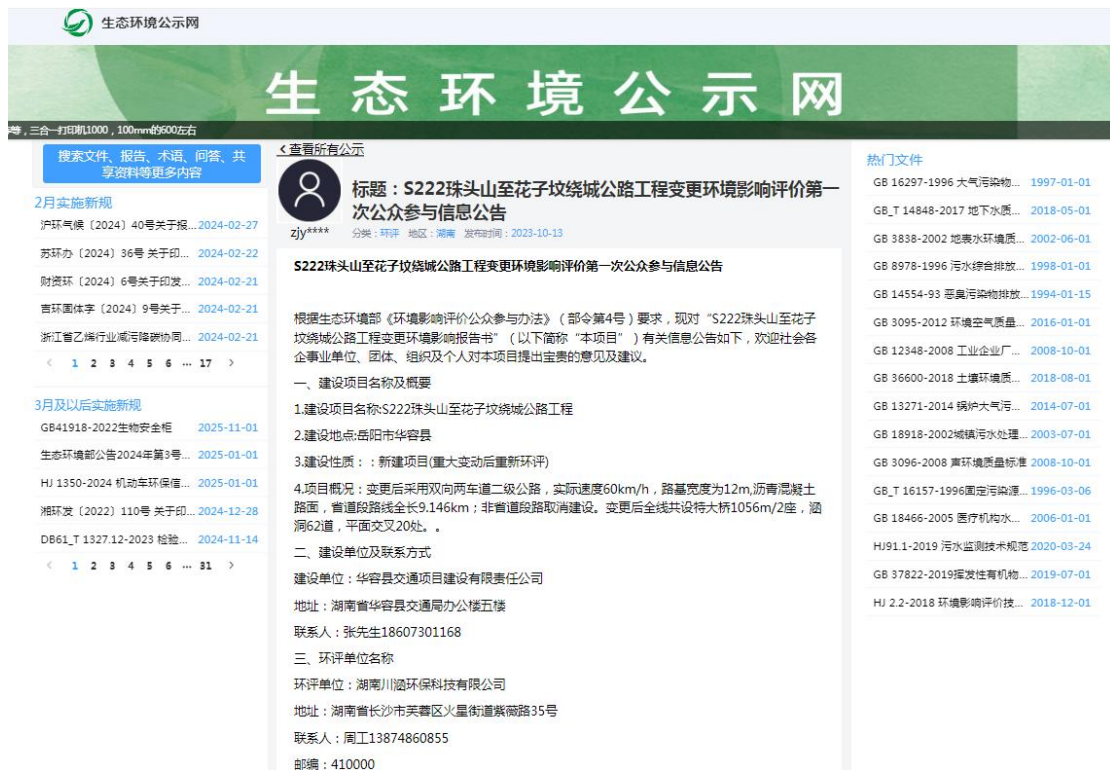 生态环境公示网
生态环境公示网
三合一打印机1000，100mm的600左右
搜索文件、报告、术语、问答、共
享资料等更多内容
2月实施新规
沪环气候〔2024〕40号关于报... 2024-02-27
苏环办〔2024〕36号 关于印... 2024-02-22
财资环〔2024〕6号关于印发... 2024-02-21
吉环固体字〔2024〕9号关于... 2024-02-21
浙江省乙烯行业减污降碳协同... 2024-02-21
< 1 2 3 4 5 6 ... 17 >
3月及以后实施新规
GB41918-2022生物安全柜 2025-11-01
生态环境部公告2024年第3号... 2025-01-01
HJ 1350-2024 机动车环保信... 2025-01-01
湘环发〔2022〕110号 关于印... 2024-12-28
DB61_T 1327.12-2023 检验... 2024-11-14
< 1 2 3 4 5 6 ... 31 >
<查看所有公示
标题：S222珠头山至花子坟绕城公路工程变更环境影响评价第一
次公众参与信息公告
zjy****
分类：环评 地区：湖南 发布时间：2023-10-13
S222珠头山至花子坟绕城公路工程变更环境影响评价第一次公众参与信息公告
根据生态环境部《环境影响评价公众参与办法》（部令第4号）要求，现对“S222珠头山至花子
坟绕城公路工程变更环境影响报告书”（以下简称“本项目”）有关信息公告如下，欢迎社会各
企事业单位、团体、组织及个人对本项目提出宝贵的意见及建议。
一、建设项目名称及概要
1.建设项目名称:S222珠头山至花子坟绕城公路工程
2.建设地点:岳阳市华容县
3.建设性质：：新建项目(重大变动后重新环评)
4.项目概况：变更后采用双向两车道二级公路，实际速度60km/h，路基宽度为12m,沥青混凝土
路面，省道段路线全长9.146km；非省道段路取消建设。变更后全线共设特大桥1056m/2座，涵
洞62道，平面交叉20处。。
二、建设单位及联系方式
建设单位：华容县交通项目建设有限责任公司
地址：湖南省华容县交通局办公楼五楼
联系人：张先生18607301168
三、环评单位名称
环评单位：湖南川涵环保科技有限公司
地址：湖南省长沙市芙蓉区火星街道紫薇路35号
联系人：周工13874860855
邮编：410000
热门文件
GB 16297-1996 大气污染物... 1997-01-01
GB_T 14848-2017 地下水质... 2018-05-01
GB 3838-2002 地表水环境质... 2002-06-01
GB 8978-1996 污水综合排放... 1998-01-01
GB 14554-93 恶臭污染物排放... 1994-01-15
GB 3095-2012 环境空气质量... 2016-01-01
GB 12348-2008 工业企业厂... 2008-10-01
GB 36600-2018 土壤环境质... 2018-08-01
GB 13271-2014 锅炉大气污... 2014-07-01
GB 18918-2002城镇污水处理... 2003-07-01
GB 3096-2008 声环境质量标准 2008-10-01
GB_T 16157-1996固定污染源... 1996-03-06
GB 18466-2005 医疗机构水... 2006-01-01
HJ91.1-2019 污水监测技术规范 2020-03-24
GB 37822-2019挥发性有机物... 2019-07-01
HJ 2.2-2018 环境影响评价技... 2018-12-01